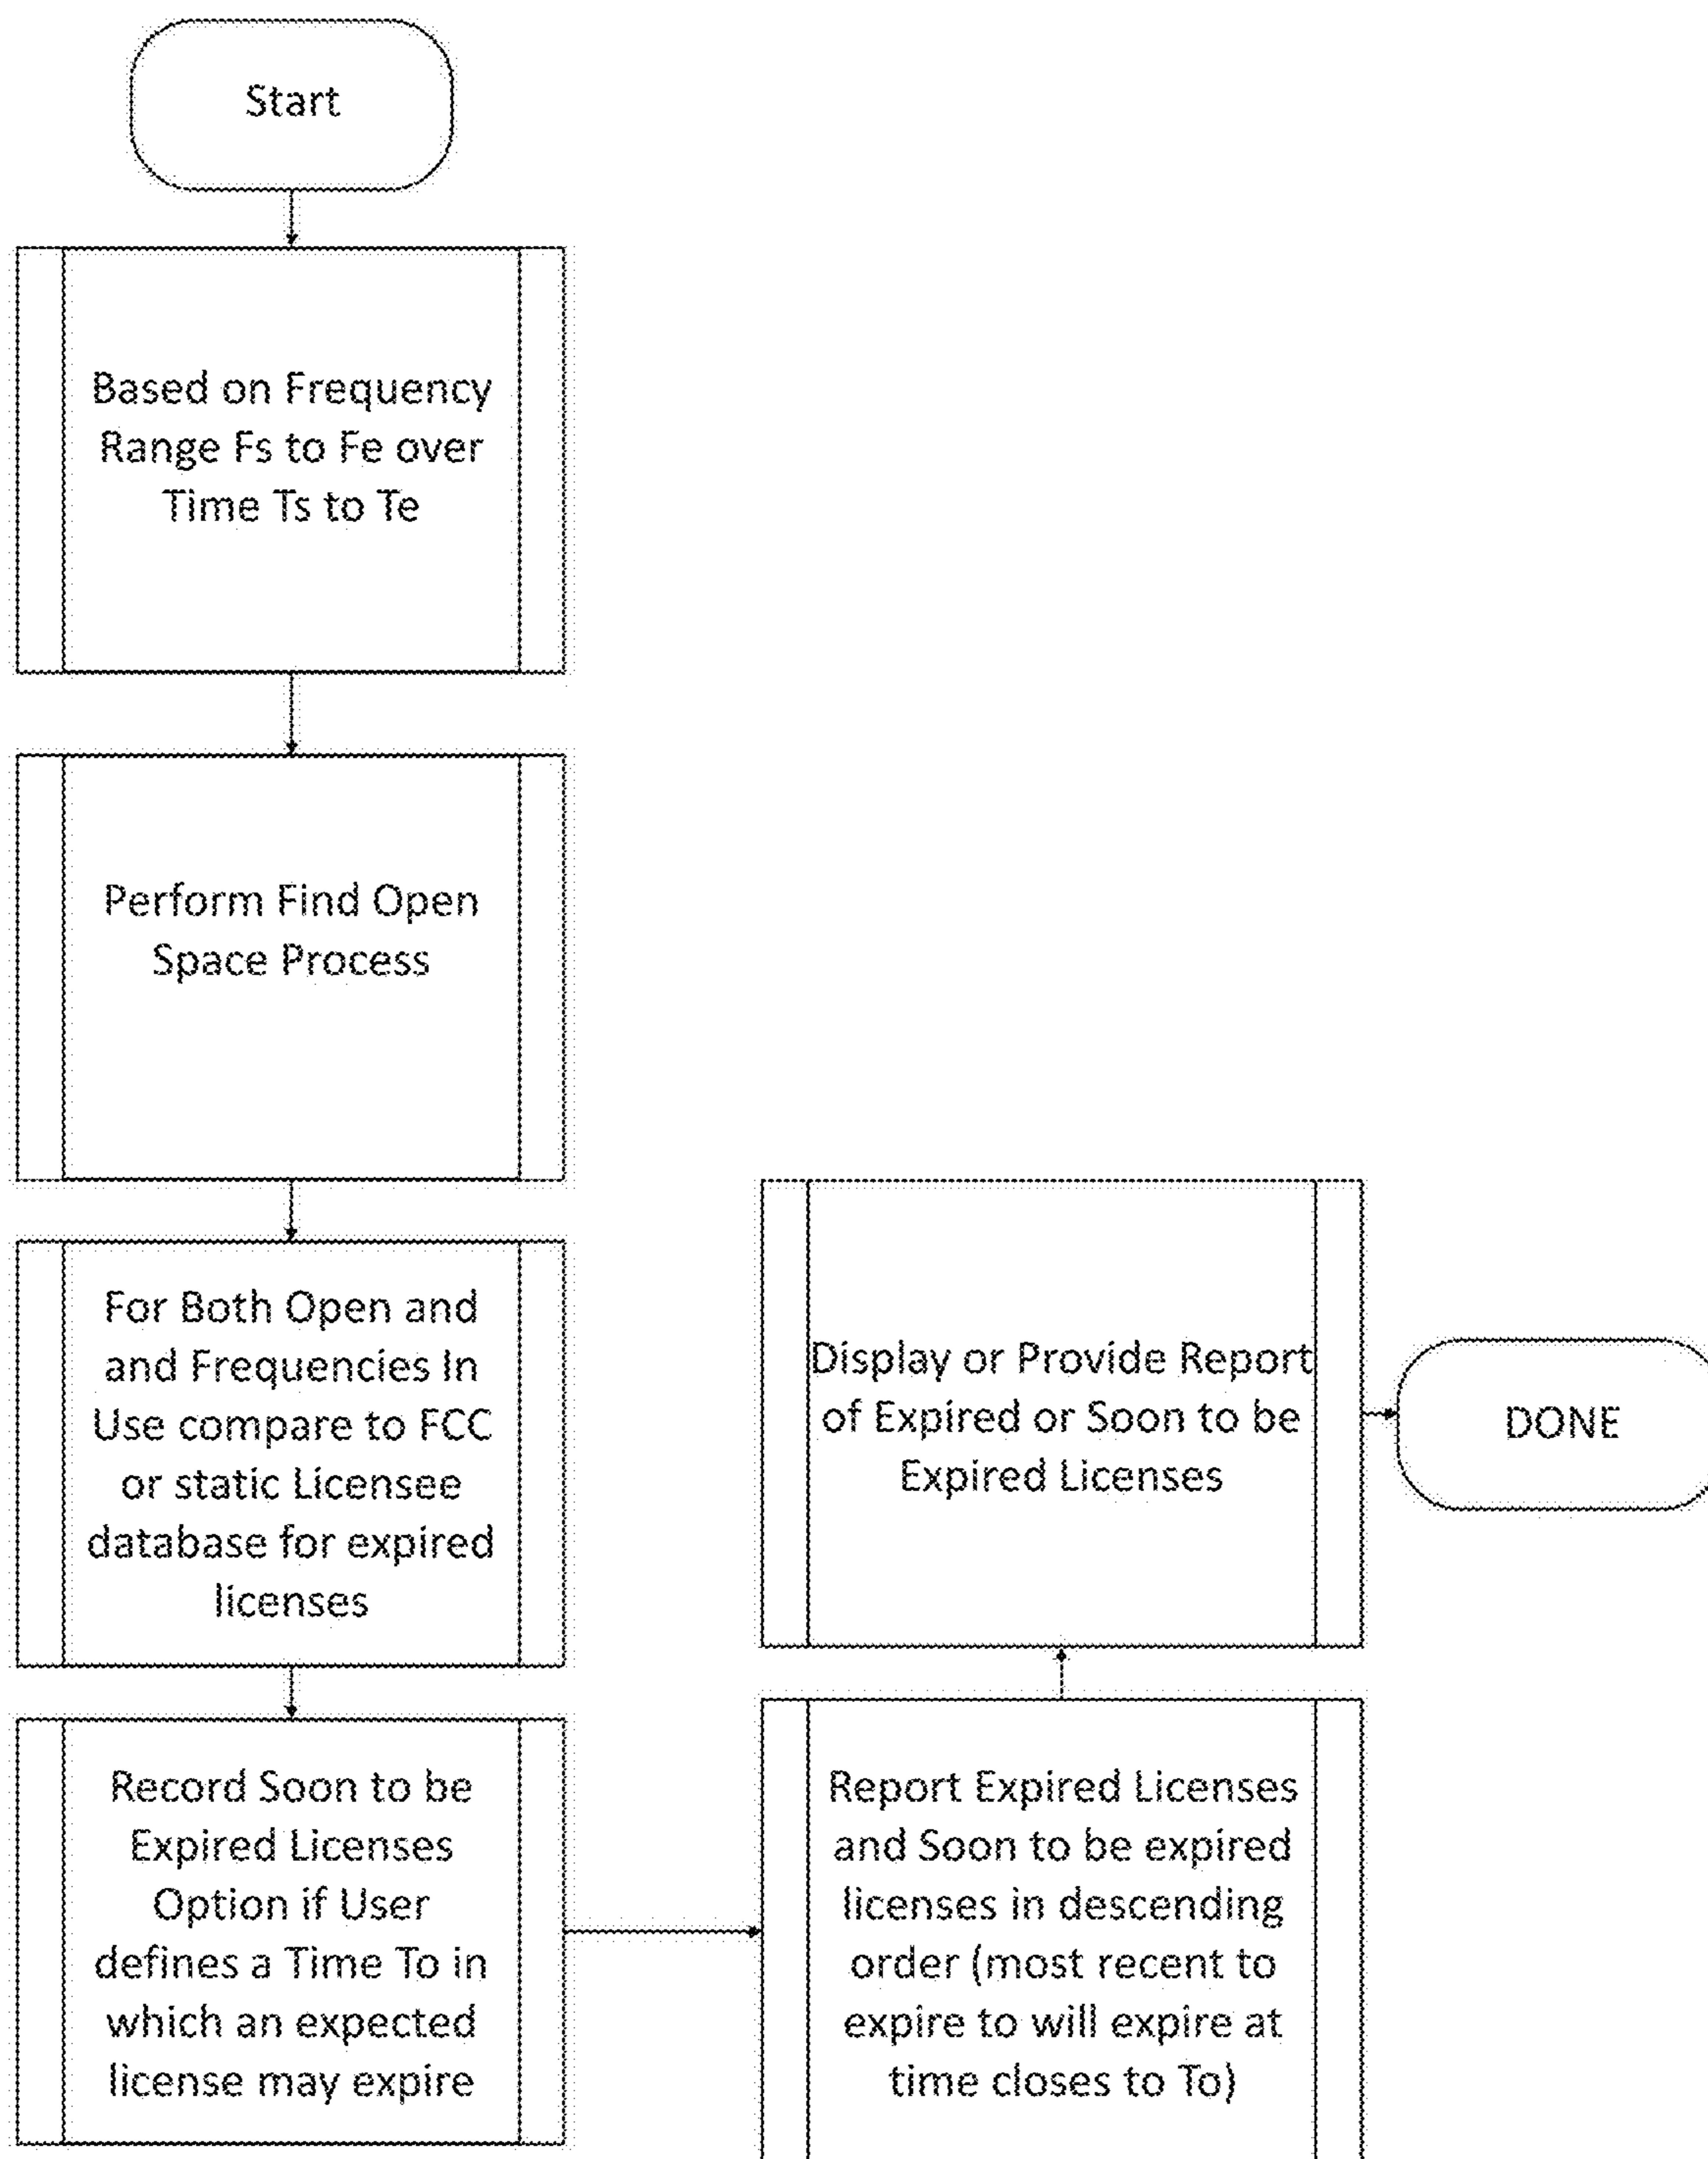 Start
Based on Frequency
Range Fs to Fe over
Time Ts to Te
Perform Find Open
Space Process
For Both Open and
and Frequencies In
Use compare to FCC
or static Licensee
database for expired
licenses
Record Soon to be
Expired Licenses
Option if User
defines a Time To in
which an expected
license may expire
Report Expired Licenses
and Soon to be expired
licenses in descending
order (most recent to
expire to will expire at
time closes to To)
Display or Provide Report
of Expired or Soon to be
Expired Licenses
DONE